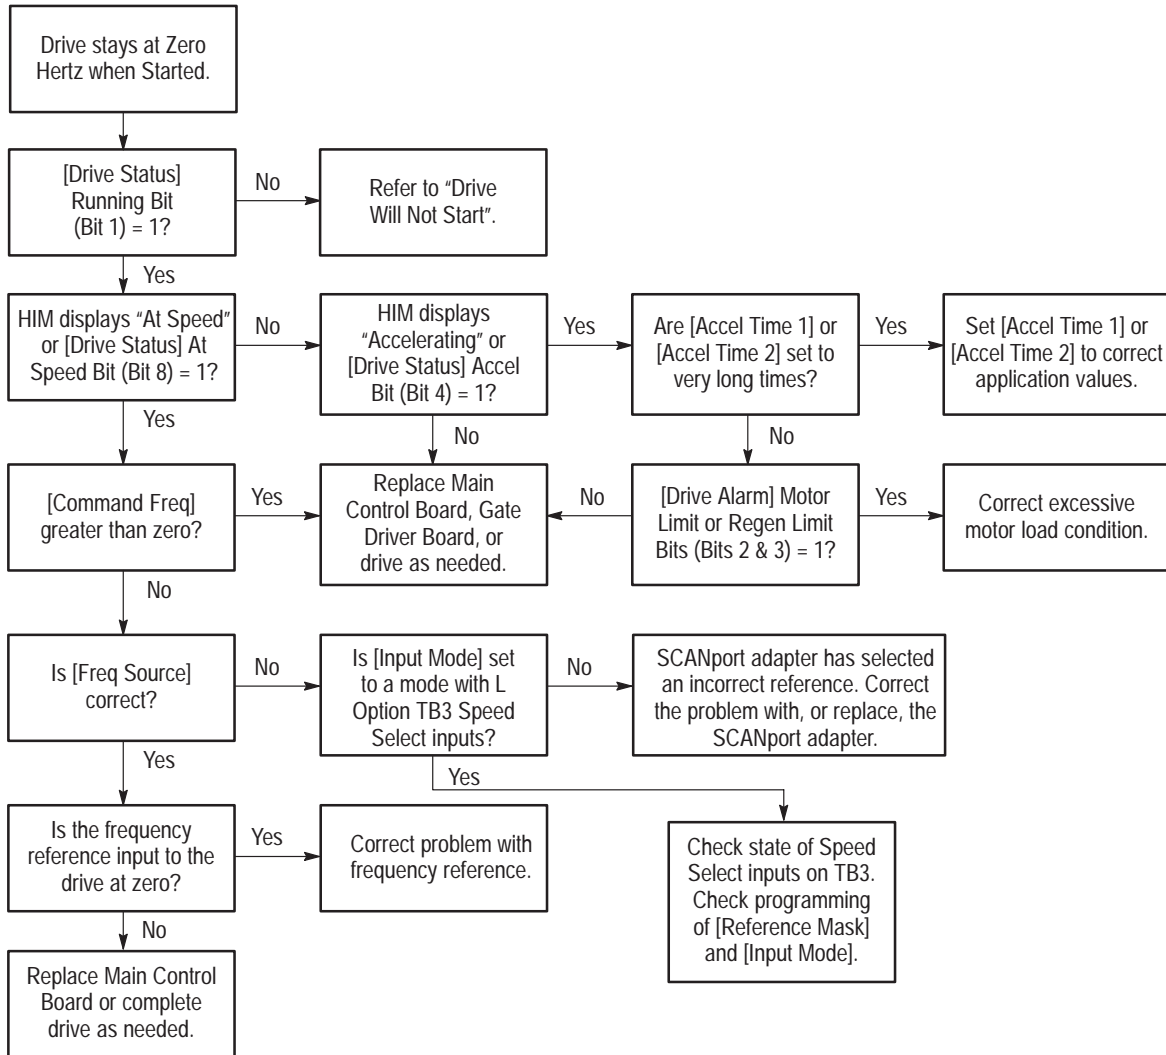 Drive stays at Zero
Hertz when Started.
[Drive Status]
Running Bit
(Bit 1) = 1?
No
Refer to “Drive
Will Not Start”.
Yes
HIM displays “At Speed”
or [Drive Status] At
Speed Bit (Bit 8) = 1?
No
HIM displays
“Accelerating” or
[Drive Status] Accel
Bit (Bit 4) = 1?
Yes
Are [Accel Time 1] or
[Accel Time 2] set to
very long times?
Yes
Set [Accel Time 1] or
[Accel Time 2] to correct
application values.
Yes
No
No
[Command Freq]
greater than zero?
Yes
Replace Main
Control Board, Gate
Driver Board, or
drive as needed.
No
[Drive Alarm] Motor
Limit or Regen Limit
Bits (Bits 2 & 3) = 1?
Yes
Correct excessive
motor load condition.
No
Is [Freq Source]
correct?
No
Is [Input Mode] set
to a mode with L
Option TB3 Speed
Select inputs?
No
SCANport adapter has selected
an incorrect reference. Correct
the problem with, or replace, the
SCANport adapter.
Yes
Yes
Is the frequency
reference input to the
drive at zero?
Yes
Correct problem with
frequency reference.
Check state of Speed
Select inputs on TB3.
Check programming
of [Reference Mask]
and [Input Mode].
No
Replace Main Control
Board or complete
drive as needed.